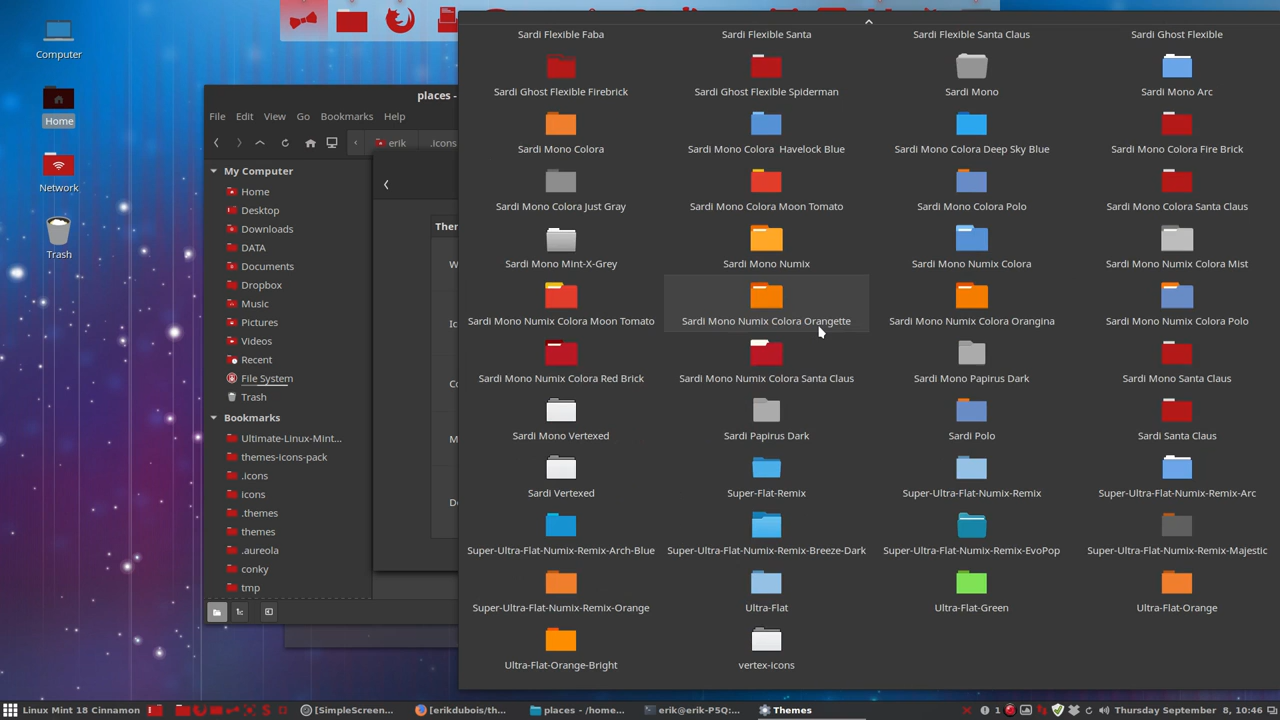 Computer
Home
Network
Trash
places -
File Edit View Go Bookmarks Help
erik .icons
My Computer
Home
Desktop
Downloads
DATA
Documents
Dropbox
Music
Pictures
Videos
Recent
File System
Trash
Bookmarks
Ultimate-Linux-Mint...
themes-icons-pack
.icons
icons
.themes
themes
.aureola
conky
tmp
Sardi Flexible Faba Sardi Flexible Santa Sardi Flexible Santa Claus Sardi Ghost Flexible
Sardi Ghost Flexible Firebrick Sardi Ghost Flexible Spiderman Sardi Mono Sardi Mono Arc
Sardi Mono Colora Sardi Mono Colora  Havelock Blue Sardi Mono Colora Deep Sky Blue Sardi Mono Colora Fire Brick
Sardi Mono Colora Just Gray Sardi Mono Colora Moon Tomato Sardi Mono Colora Polo Sardi Mono Colora Santa Claus
Sardi Mono Mint-X-Grey Sardi Mono Numix Sardi Mono Numix Colora Sardi Mono Numix Colora Mist
Sardi Mono Numix Colora Moon Tomato Sardi Mono Numix Colora Orangette Sardi Mono Numix Colora Orangina Sardi Mono Numix Colora Polo
Sardi Mono Numix Colora Red Brick Sardi Mono Numix Colora Santa Claus Sardi Mono Papirus Dark Sardi Mono Santa Claus
Sardi Mono Vertexed Sardi Papirus Dark Sardi Polo Sardi Santa Claus
Sardi Vertexed Super-Flat-Remix Super-Ultra-Flat-Numix-Remix Super-Ultra-Flat-Numix-Remix-Arc
Super-Ultra-Flat-Numix-Remix-Arch-Blue Super-Ultra-Flat-Numix-Remix-Breeze-Dark Super-Ultra-Flat-Numix-Remix-EvoPop Super-Ultra-Flat-Numix-Remix-Majestic
Super-Ultra-Flat-Numix-Remix-Orange Ultra-Flat Ultra-Flat-Green Ultra-Flat-Orange
Ultra-Flat-Orange-Bright vertex-icons
Linux Mint 18 Cinnamon [SimpleScreen... [erikdubois/th... places - /home... erik@erik-P5Q:... Themes 1 Thursday September  8, 10:46